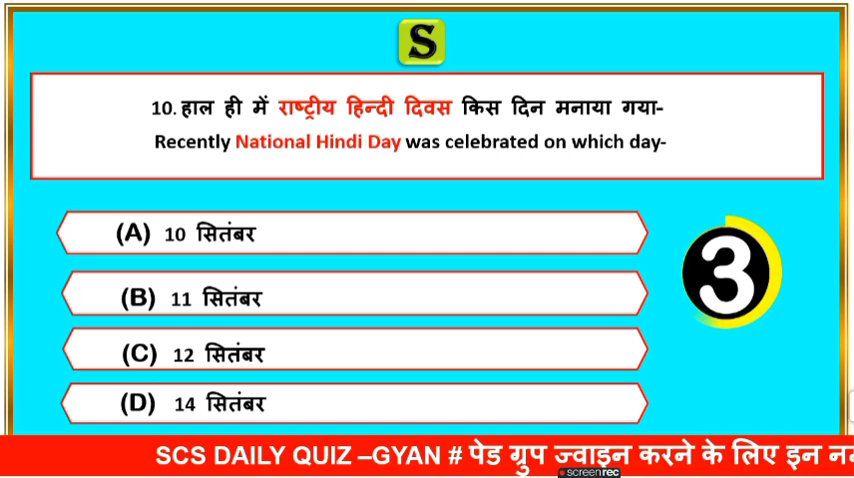 S
10. हाल ही में राष्ट्रीय हिन्दी दिवस किस दिन मनाया गया-
Recently National Hindi Day was celebrated on which day-
(A) 10 सितंबर
3
(B) 11 सितंबर
(C) 12 सितंबर
(D) 14 सितंबर
SCS DAILY QUIZ –GYAN # पेड ग्रुप ज्वाइन करने के लिए इन
screenrec